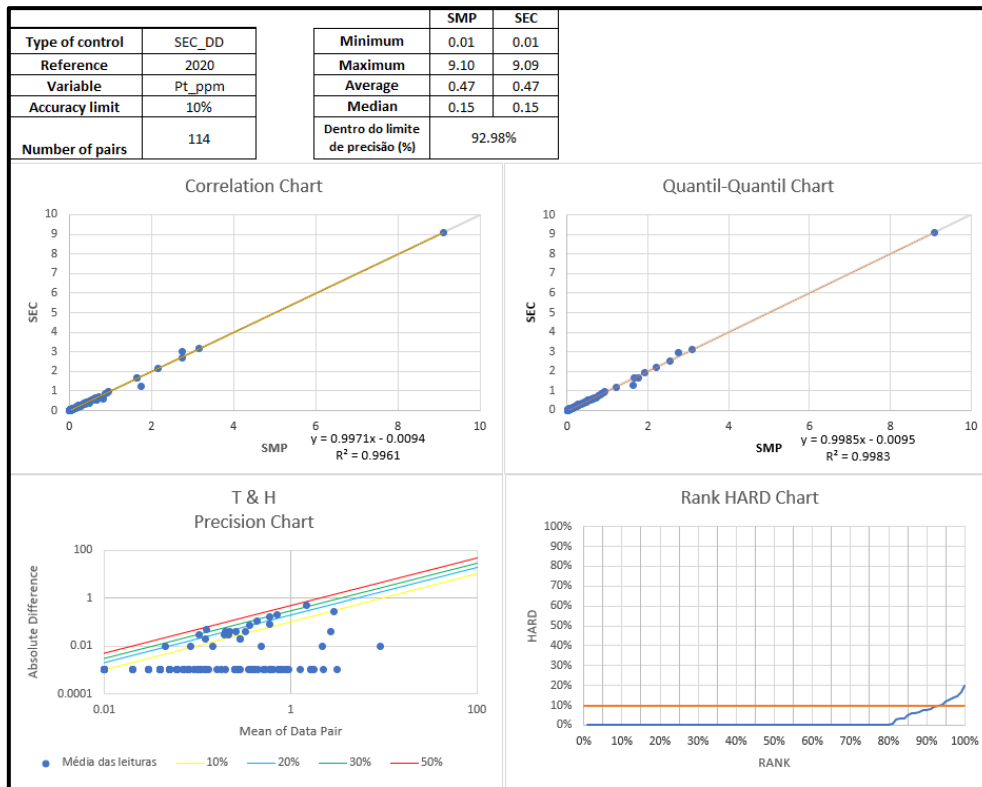 SMP SEC
Type of control SEC_DD Minimum 0.01 0.01
Reference 2020 Maximum 9.10 9.09
Variable Pt_ppm Average 0.47 0.47
Accuracy limit 10% Median 0.15 0.15
Number of pairs 114
Dentro do limite
de precisão (%) 92.98%
Correlation Chart
10
9
8
7
6
5
4
3
2
1
0
SEC
0 2 4 6 8 10
SMP
y = 0.9971x - 0.0094
R² = 0.9961
Quantil-Quantil Chart
10
9
8
7
6
5
4
3
2
1
0
SEC
0 2 4 6 8 10
SMP
y = 0.9985x - 0.0095
R² = 0.9983
T & H
Precision Chart
100
1
0.01
0.0001
Absolute Difference
0.01 1 100
Mean of Data Pair
Média das leituras 10% 20% 30% 50%
Rank HARD Chart
100%
90%
80%
70%
60%
50%
40%
30%
20%
10%
0%
HARD
0% 10% 20% 30% 40% 50% 60% 70% 80% 90% 100%
RANK